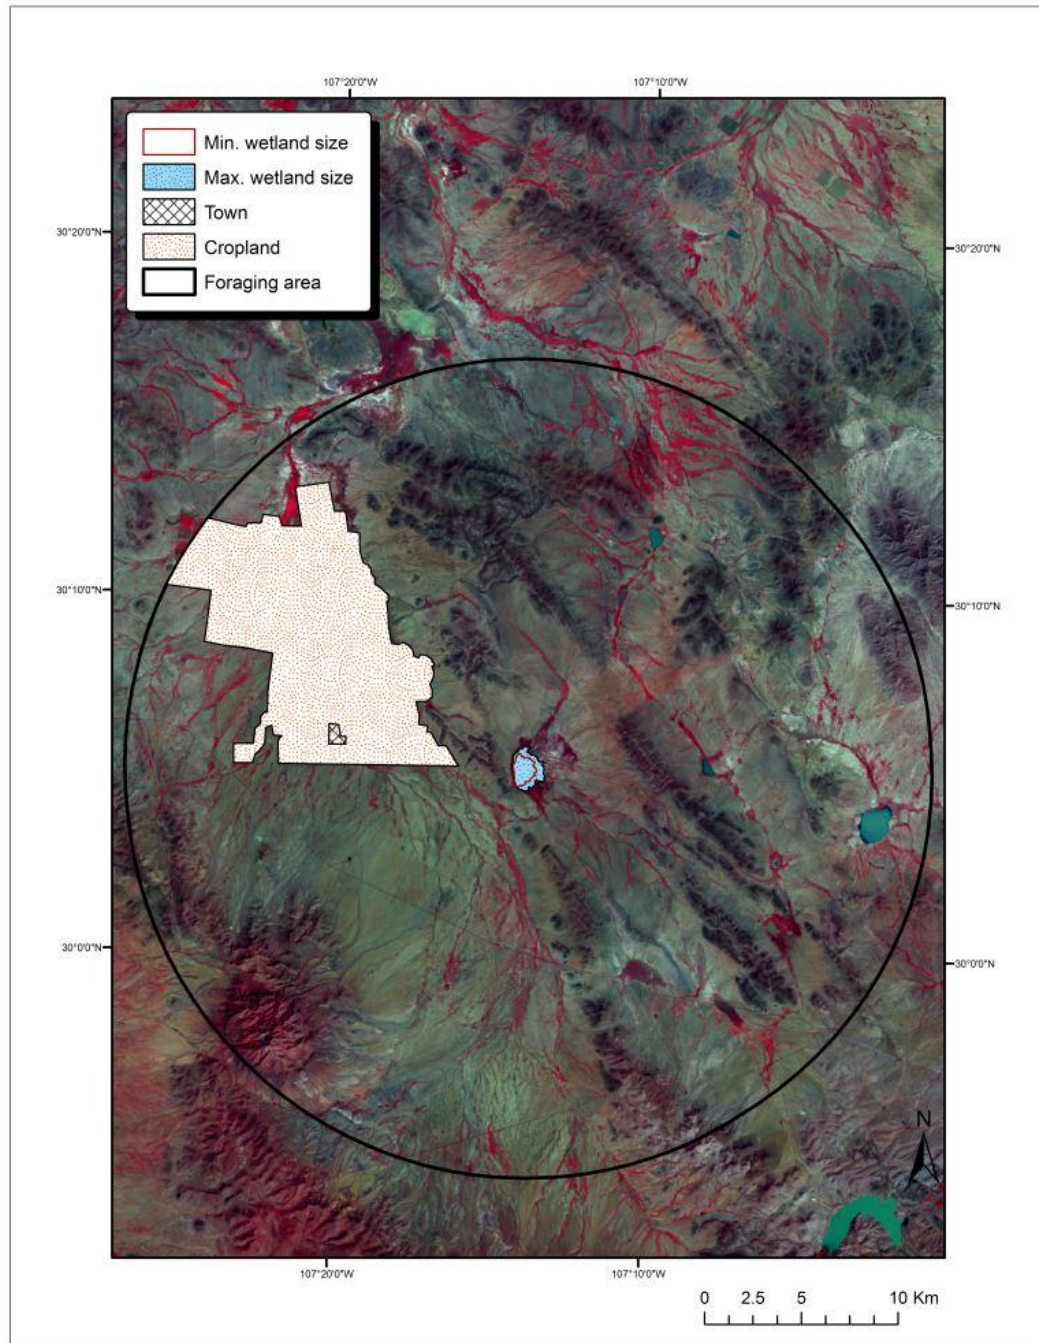 107°20'0"W 107°10'0"W
Min. wetland size
Max. wetland size
Town
Cropland
Foraging area
30°20'0"N 30°20'0"N
30°10'0"N 30°10'0"N
30°0'0"N 30°0'0"N
N
107°20'0"W 107°10'0"W
0 2.5 5 10 Km